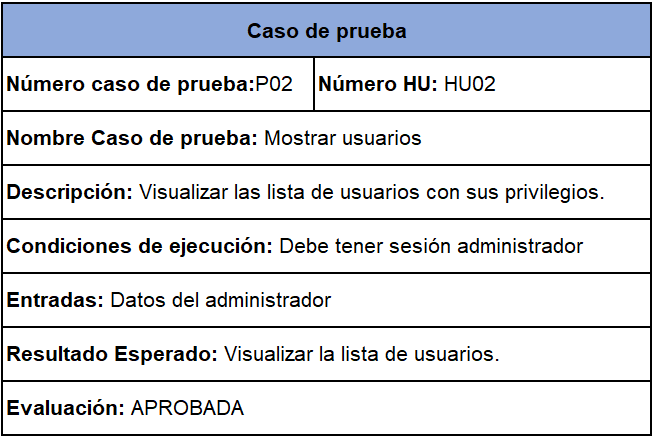 Caso de prueba
Número caso de prueba:P02
Número HU: HU02
Nombre Caso de prueba: Mostrar usuarios
Descripción: Visualizar las lista de usuarios con sus privilegios.
Condiciones de ejecución: Debe tener sesión administrador
Entradas: Datos del administrador
Resultado Esperado: Visualizar la lista de usuarios.
Evaluación: APROBADA